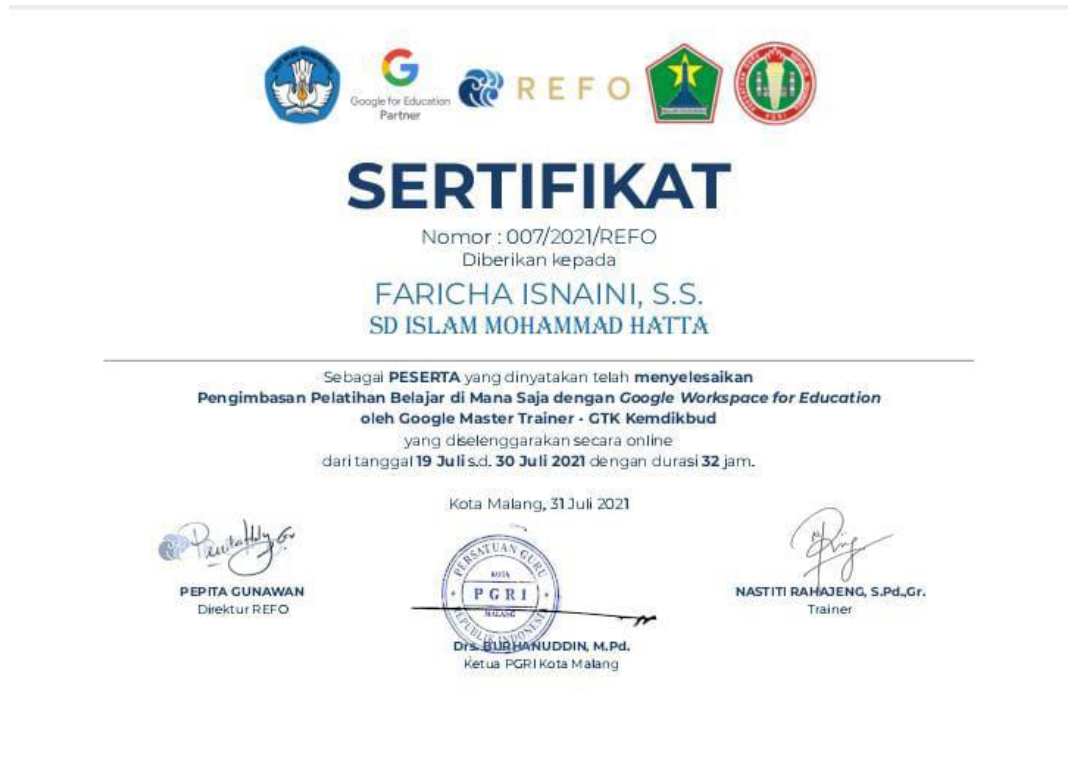 Google for Education
Partner
REFO
SERTIFIKAT
Nomor : 007/2021/REFO
Diberikan kepada
FARICHA ISNAINI, S.S.
SD ISLAM MOHAMMAD HATTA
Sebagai PESERTA yang dinyatakan telah menyelesaikan
Pengimbasan Pelatihan Belajar di Mana Saja dengan Google Workspace for Education
oleh Google Master Trainer - GTK Kemdikbud
yang diselenggarakan secara online
dari tanggal 19 Juli s.d. 30 Juli 2021 dengan durasi 32 jam.
Kota Malang, 31 Juli 2021
PERSATUAN GURU
KOTA
PGRI
MALANG
REPUBLIK INDONESIA
PEPITA GUNAWAN
Direktur REFO
NASTITI RAHAJENG, S.Pd.,Gr.
Trainer
Drs. BURHANUDDIN, M.Pd.
Ketua PGRI Kota Malang